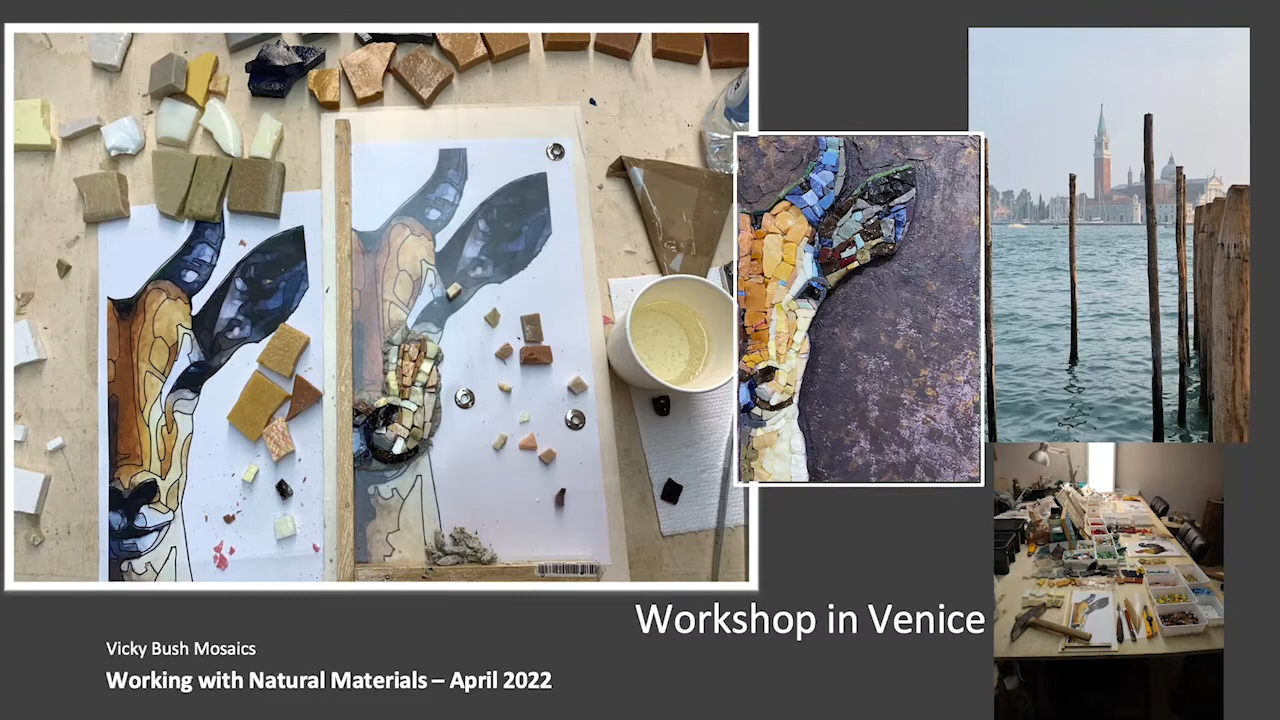 Workshop in Venice
Vicky Bush Mosaics
Working with Natural Materials – April 2022